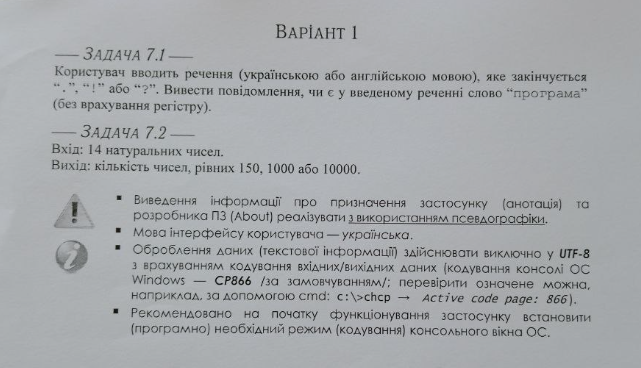 ВАРІАНТ 1
— ЗАДАЧА 7.1 —
Користувач вводить речення (українською або англійською мовою), яке закінчується
".", "!" або "?". Вивести повідомлення, чи є у введеному реченні слово "програма"
(без врахування регістру).
— ЗАДАЧА 7.2 —
Вхід: 14 натуральних чисел.
Вихід: кількість чисел, рівних 150, 1000 або 10000.
▪ Виведення інформації про призначення застосунку (анотація) та
розробника ПЗ (About) реалізувати з використанням псевдографіки.
▪ Мова інтерфейсу користувача — українська.
▪ Оброблення даних (текстової інформації) здійснювати виключно у UTF-8
з врахуванням кодування вхідних/вихідних даних (кодування консолі ОС
Windows — CP866 /за замовчуванням/; перевірити означене можна,
наприклад, за допомогою cmd: c:\>chcp → Active code page: 866).
▪ Рекомендовано на початку функціонування застосунку встановити
(програмно) необхідний режим (кодування) консольного вікна ОС.